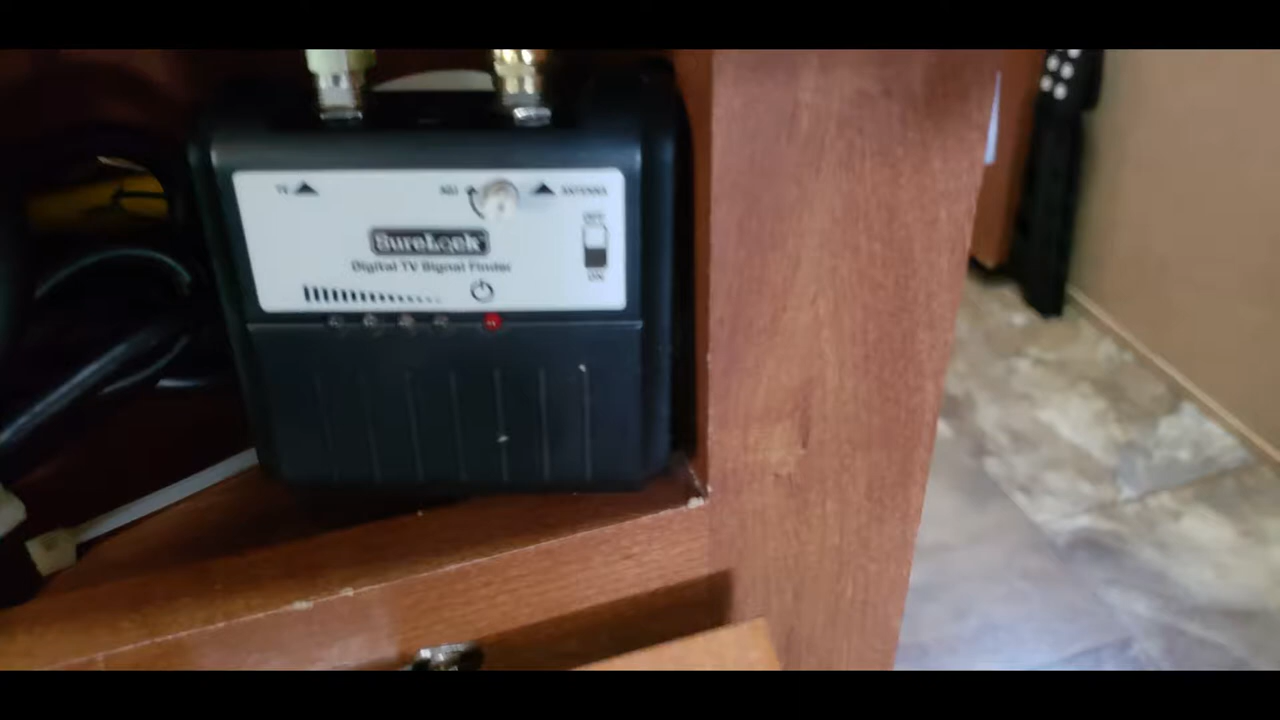 TV
ADJ
ANTENNA
OFF
SureLock
Digital TV Signal Finder
ON